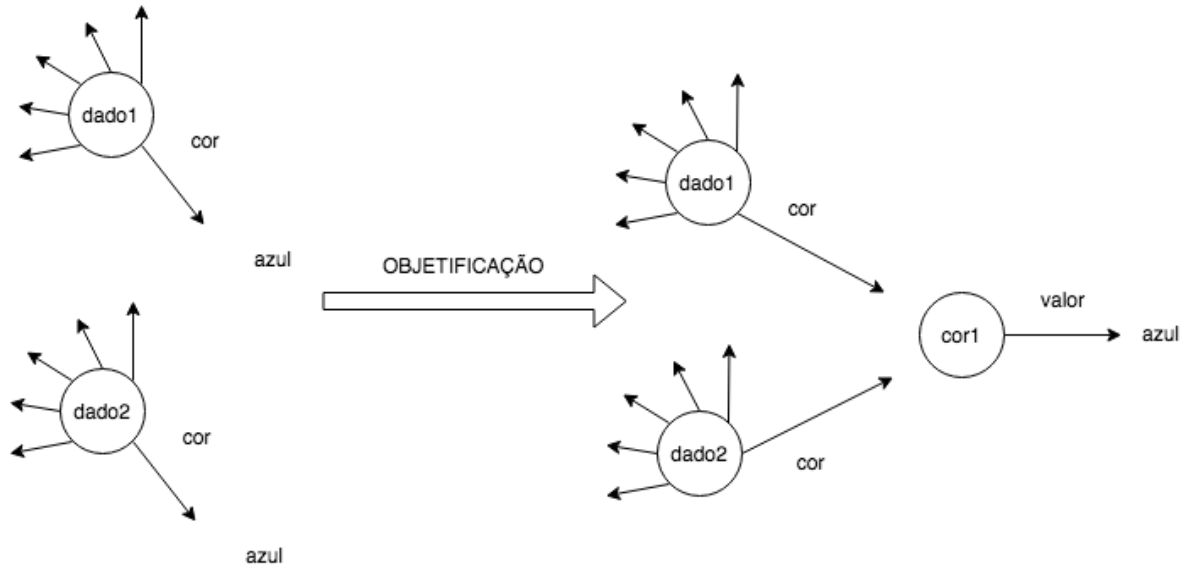 dado1
cor
azul
dado2
cor
azul
OBJETIFICAÇÃO
dado1
cor
dado2
cor
cor1
valor
azul